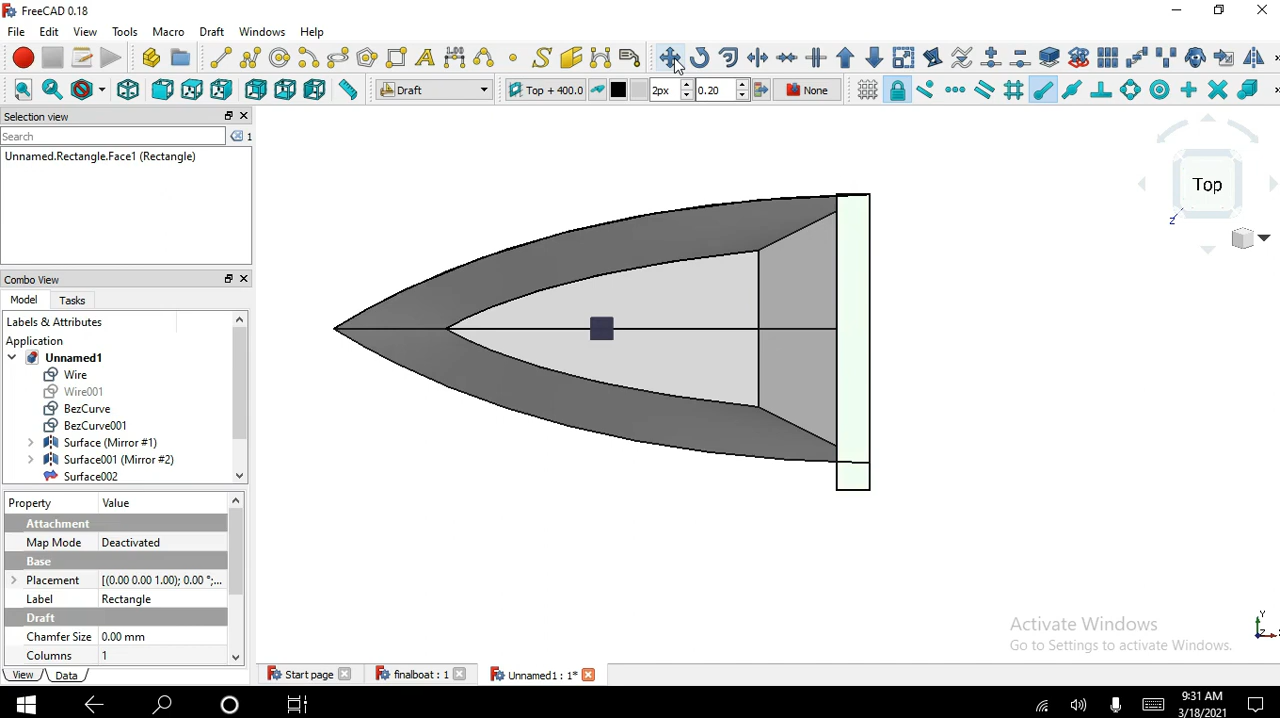 FreeCAD 0.18
File Edit View Tools Macro Draft Windows Help
Draft
Top + 400.0
2px
0.20
None
Selection view
Search
1
Unnamed.Rectangle.Face1 (Rectangle)
Combo View
Model Tasks
Labels & Attributes
Application
Unnamed1
Wire
Wire001
BezCurve
BezCurve001
Surface (Mirror #1)
Surface001 (Mirror #2)
Surface002
Property Value
Attachment
Map Mode Deactivated
Base
Placement [(0.00 0.00 1.00); 0.00 °;...
Label Rectangle
Draft
Chamfer Size 0.00 mm
Columns 1
View Data
Top
Z
Y
Z
Activate Windows
Go to Settings to activate Windows.
Start page
finalboat : 1
Unnamed1 : 1*
9:31 AM
3/18/2021